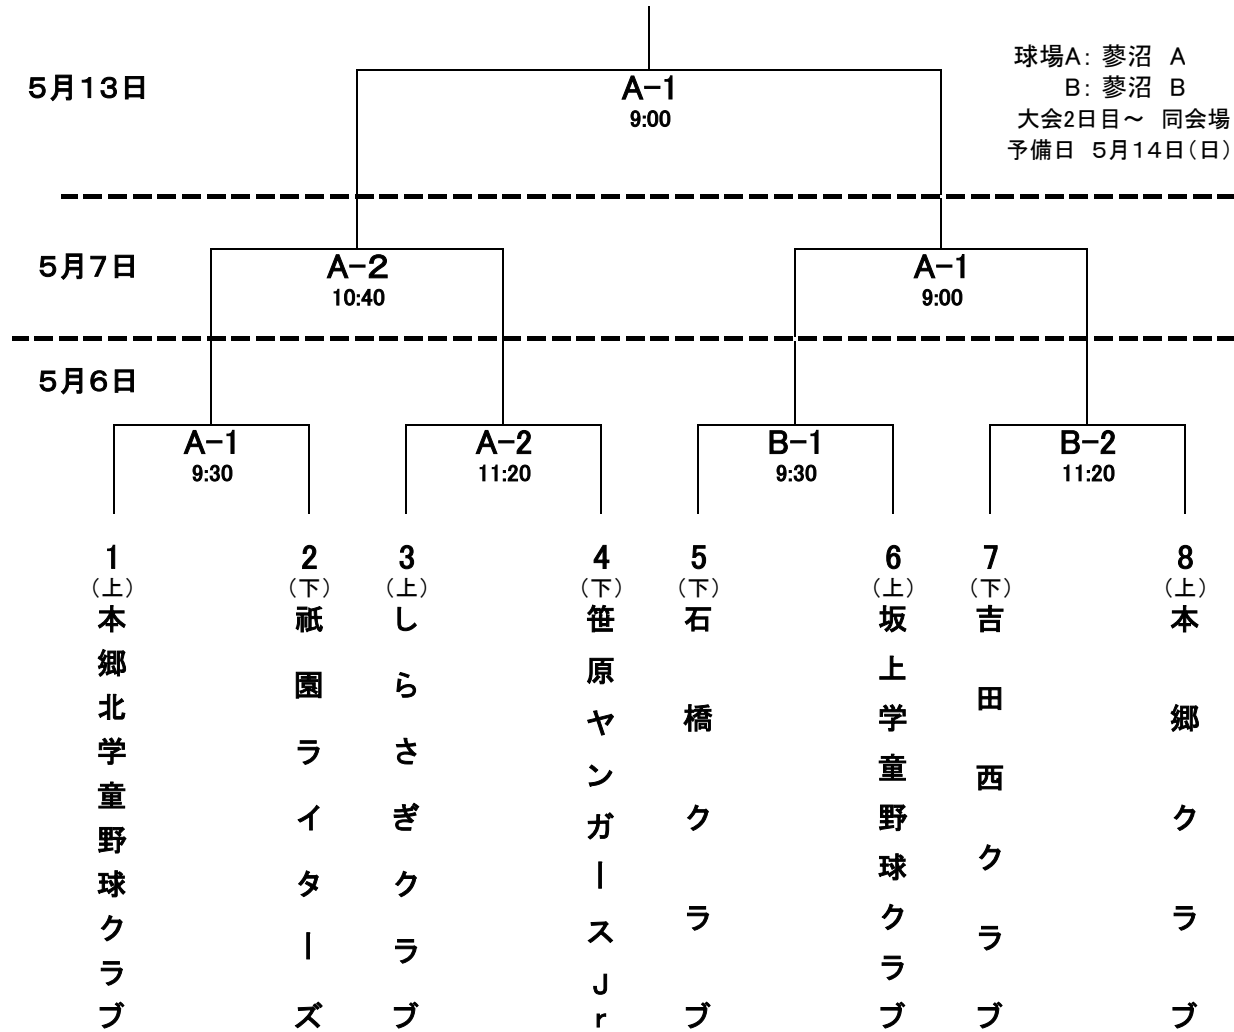 球場A: 蓼沼 A
B: 蓼沼 B
大会2日目～ 同会場
予備日 5月14日(日)
5月13日
A-1
9:00
5月7日
A-2
10:40
A-1
9:00
5月6日
A-1
9:30
A-2
11:20
B-1
9:30
B-2
11:20
1
(上)
本郷北学童野球クラブ
2
(下)
祇園ライターズ
3
(上)
しらさぎクラブ
4
(下)
笹原ヤンガースJr
5
(下)
石橋クラブ
6
(上)
坂上学童野球クラブ
7
(下)
吉田西クラブ
8
(上)
本郷クラブ